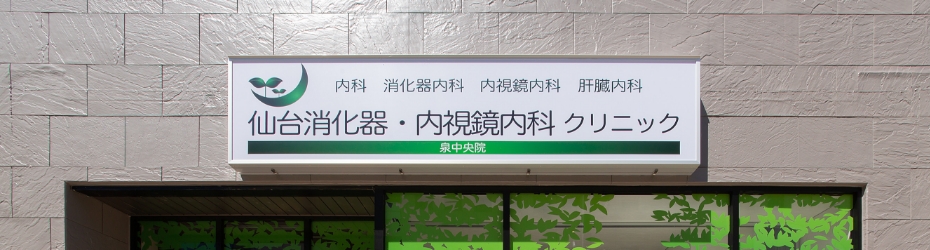 内科　消化器内科　内視鏡内科　肝臓内科
仙台消化器・内視鏡内科 クリニック
泉中央院